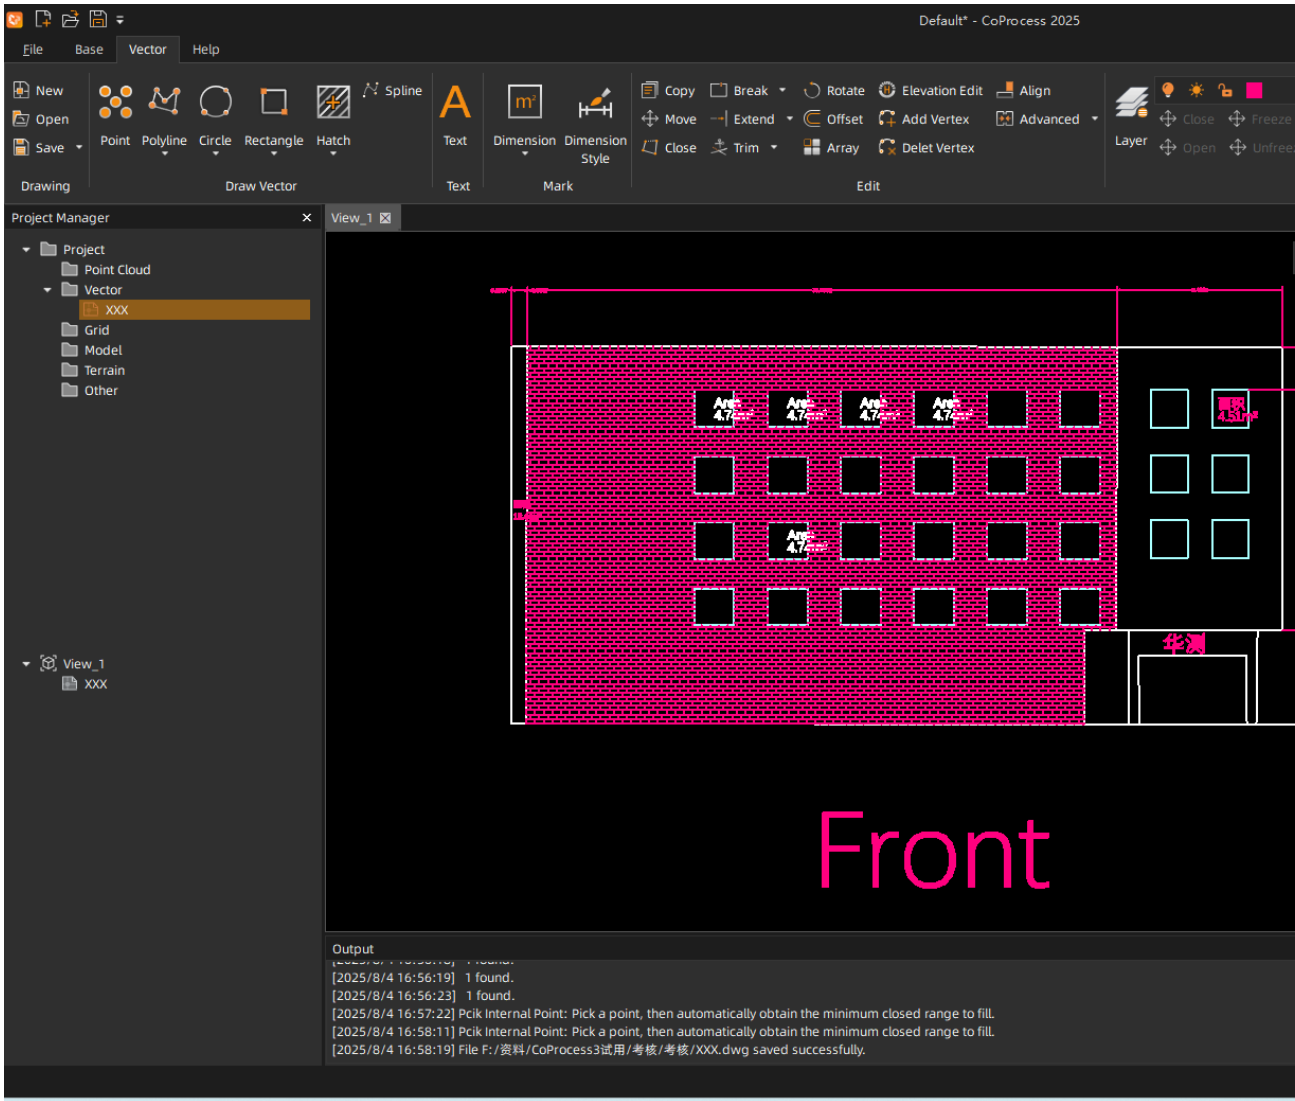 Default* - CoProcess 2025
File Base Vector Help
New
Open
Save
Drawing
Point Polyline Circle Rectangle Hatch
Spline
Draw Vector
Text
Text
Dimension Dimension
Style
Mark
Copy Break Rotate Elevation Edit Align
Move Extend Offset Add Vertex Advanced
Close Trim Array Delet Vertex
Edit
Layer
Close Freeze
Open Unfree
Project Manager
View_1
Project
Point Cloud
Vector
XXX
Grid
Model
Terrain
Other
View_1
XXX
面积
4.51m²
华测
Front
Output
[2025/8/4 16:56:19] 1 found.
[2025/8/4 16:56:23] 1 found.
[2025/8/4 16:57:22] Pcik Internal Point: Pick a point, then automatically obtain the minimum closed range to fill.
[2025/8/4 16:58:11] Pcik Internal Point: Pick a point, then automatically obtain the minimum closed range to fill.
[2025/8/4 16:58:19] File F:/资料/CoProcess3试用/考核/考核/XXX.dwg saved successfully.